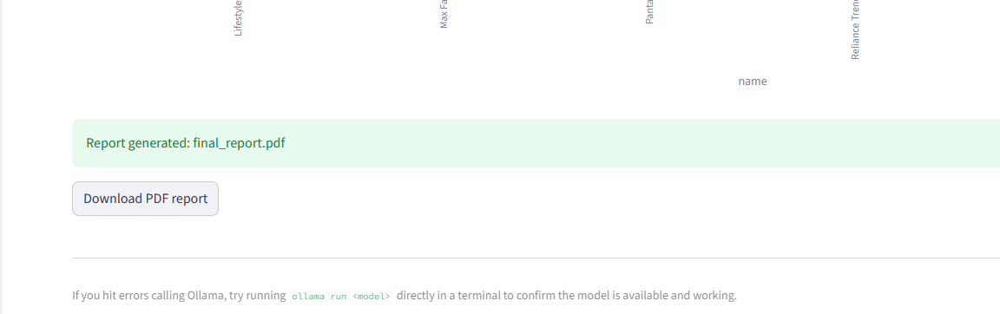 Lifestyle
Max Fa
Panta
Reliance Tren
name
Report generated: final_report.pdf
Download PDF report
If you hit errors calling Ollama, try running ollama run <model> directly in a terminal to confirm the model is available and working.